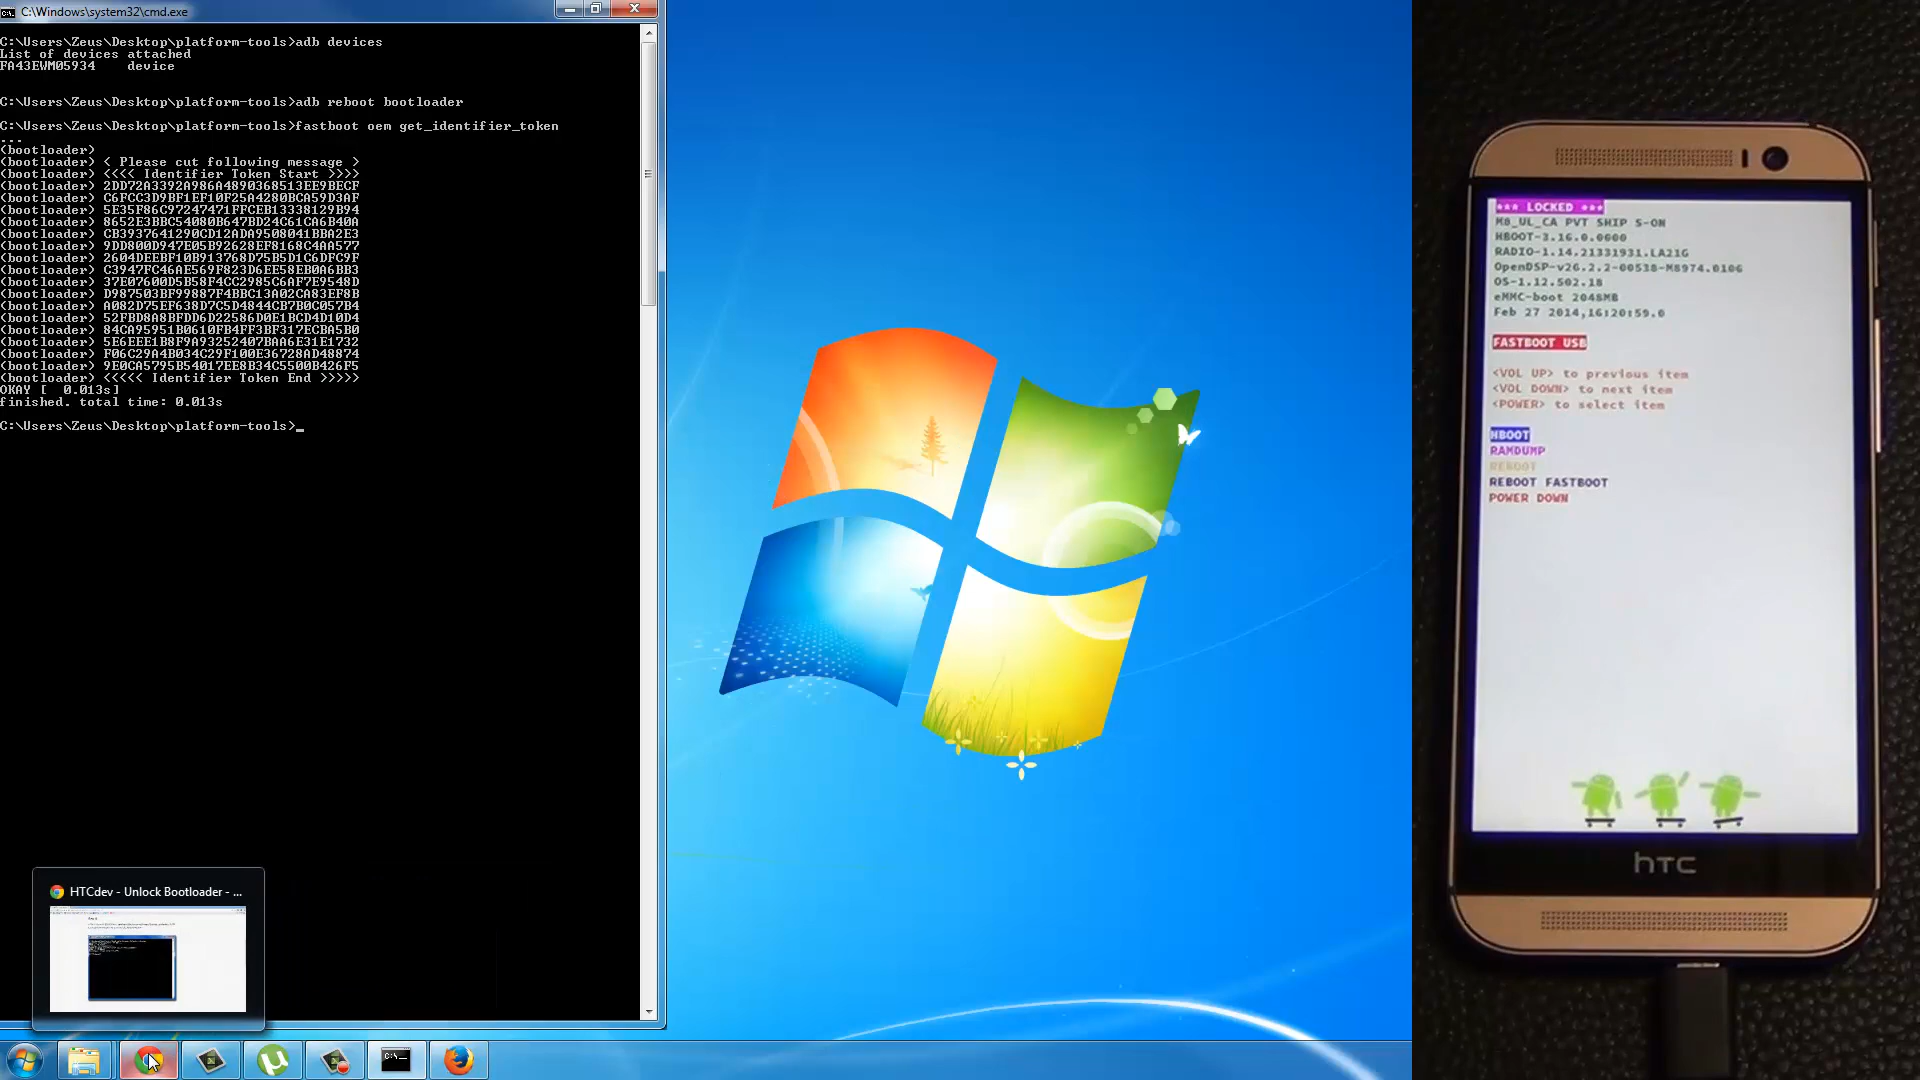 C:\Windows\system32\cmd.exe
C:\Users\Zeus\Desktop\platform-tools>adb devices
List of devices attached
FA43EWM05934 device
C:\Users\Zeus\Desktop\platform-tools>adb reboot bootloader
C:\Users\Zeus\Desktop\platform-tools>fastboot oem get_identifier_token
...
(bootloader)
(bootloader) < Please cut following message >
(bootloader) <<<< Identifier Token Start >>>>
(bootloader) 2DD72A3392A986A4890368513EE9BECF
(bootloader) C6FCC3D9BF1EF10F25A4280BCA59D3AF
(bootloader) 5E35F86C97247471FFCEB13338129B94
(bootloader) 8652E3BBC54080B647BD24C61CA6B40A
(bootloader) CB3937641290CD12ADA9508041BBA2E3
(bootloader) 9DD800D947E05B92628EF8168C4AA577
(bootloader) 2604DEEBF10B913768D75B5D1C6DFC9F
(bootloader) C3947FC46AE569F823D6EE58EB0A6BB3
(bootloader) 37E07600D5B58F4CC2985C6AF7E9548D
(bootloader) D987503BF99887F4BBC13A02CA83EF8B
(bootloader) A082D75EF638D7C5D4844CB7B0C057B4
(bootloader) 52FBD8A8BFDD6D22586D0E1BCD4D10D4
(bootloader) 84CA95951B0610FB4FF3BF317ECBA5B0
(bootloader) 5E6EEE1B8F9A93252407BAA6E31E1732
(bootloader) F06C29A4B034C29F100E36728AD48874
(bootloader) 9E0CA5795B54017EE8B34C5500B426F5
(bootloader) <<<<< Identifier Token End >>>>>
OKAY [  0.013s]
finished. total time: 0.013s
C:\Users\Zeus\Desktop\platform-tools>_
HTCdev - Unlock Bootloader - ...
*** LOCKED ***
M8_UL_CA PVT SHIP S-ON
HBOOT-3.16.0.0000
RADIO-1.14.21331931.LA21G
OpenDSP-v26.2.2-00538-M8974.0106
OS-1.12.502.18
eMMC-boot 2048MB
Feb 27 2014,16:20:59.0
FASTBOOT USB
<VOL UP> to previous item
<VOL DOWN> to next item
<POWER> to select item
HBOOT
RAMDUMP
REBOOT
REBOOT FASTBOOT
POWER DOWN
hTC